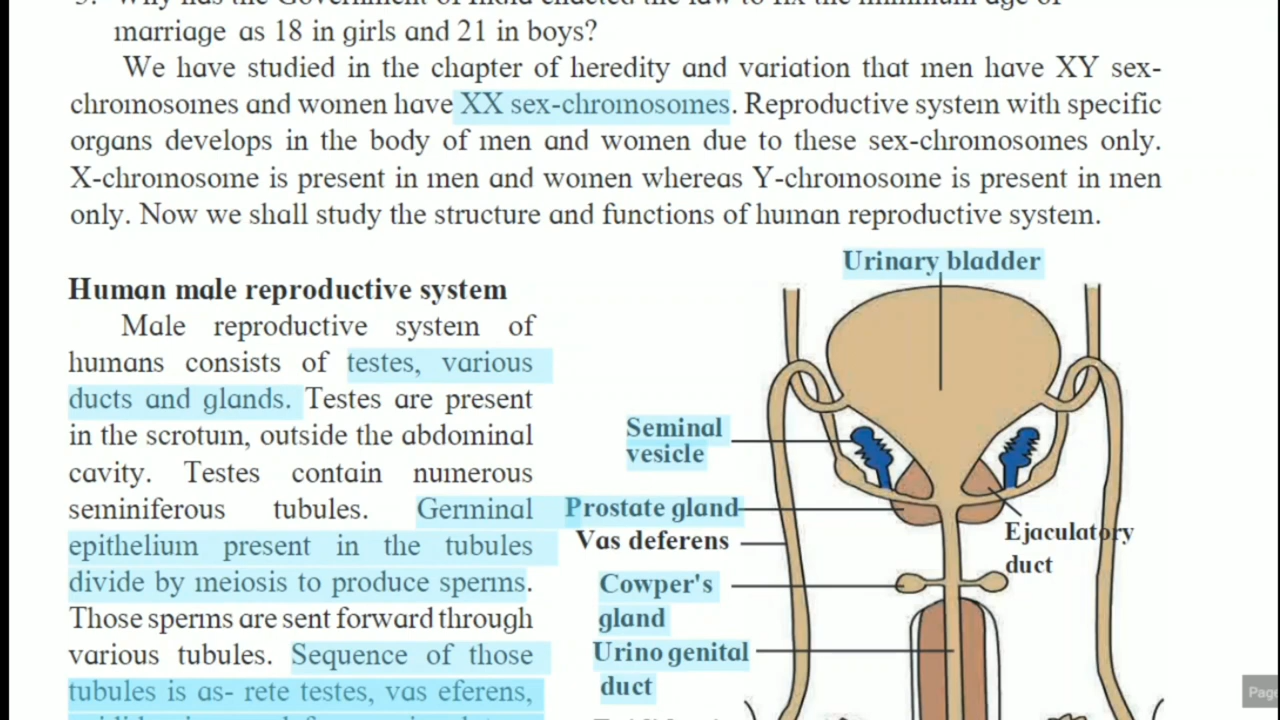 marriage as 18 in girls and 21 in boys?
We have studied in the chapter of heredity and variation that men have XY sex-
chromosomes and women have XX sex-chromosomes. Reproductive system with specific
organs develops in the body of men and women due to these sex-chromosomes only.
X-chromosome is present in men and women whereas Y-chromosome is present in men
only. Now we shall study the structure and functions of human reproductive system.
Human male reproductive system
Male reproductive system of
humans consists of testes, various
ducts and glands. Testes are present
in the scrotum, outside the abdominal
cavity. Testes contain numerous
seminiferous tubules. Germinal
epithelium present in the tubules
divide by meiosis to produce sperms.
Those sperms are sent forward through
various tubules. Sequence of those
tubules is as- rete testes, vas eferens,
Urinary bladder
Seminal
vesicle
Prostate gland
Vas deferens
Ejaculatory
duct
Cowper's
gland
Urino genital
duct
Page